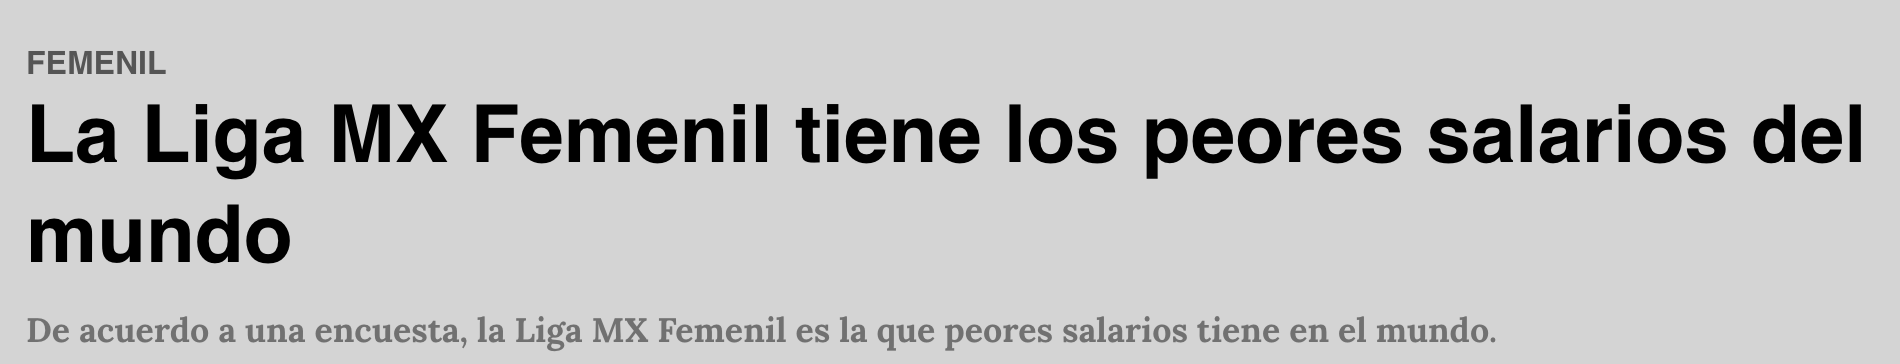 FEMENIL
La Liga MX Femenil tiene los peores salarios del
mundo
De acuerdo a una encuesta, la Liga MX Femenil es la que peores salarios tiene en el mundo.